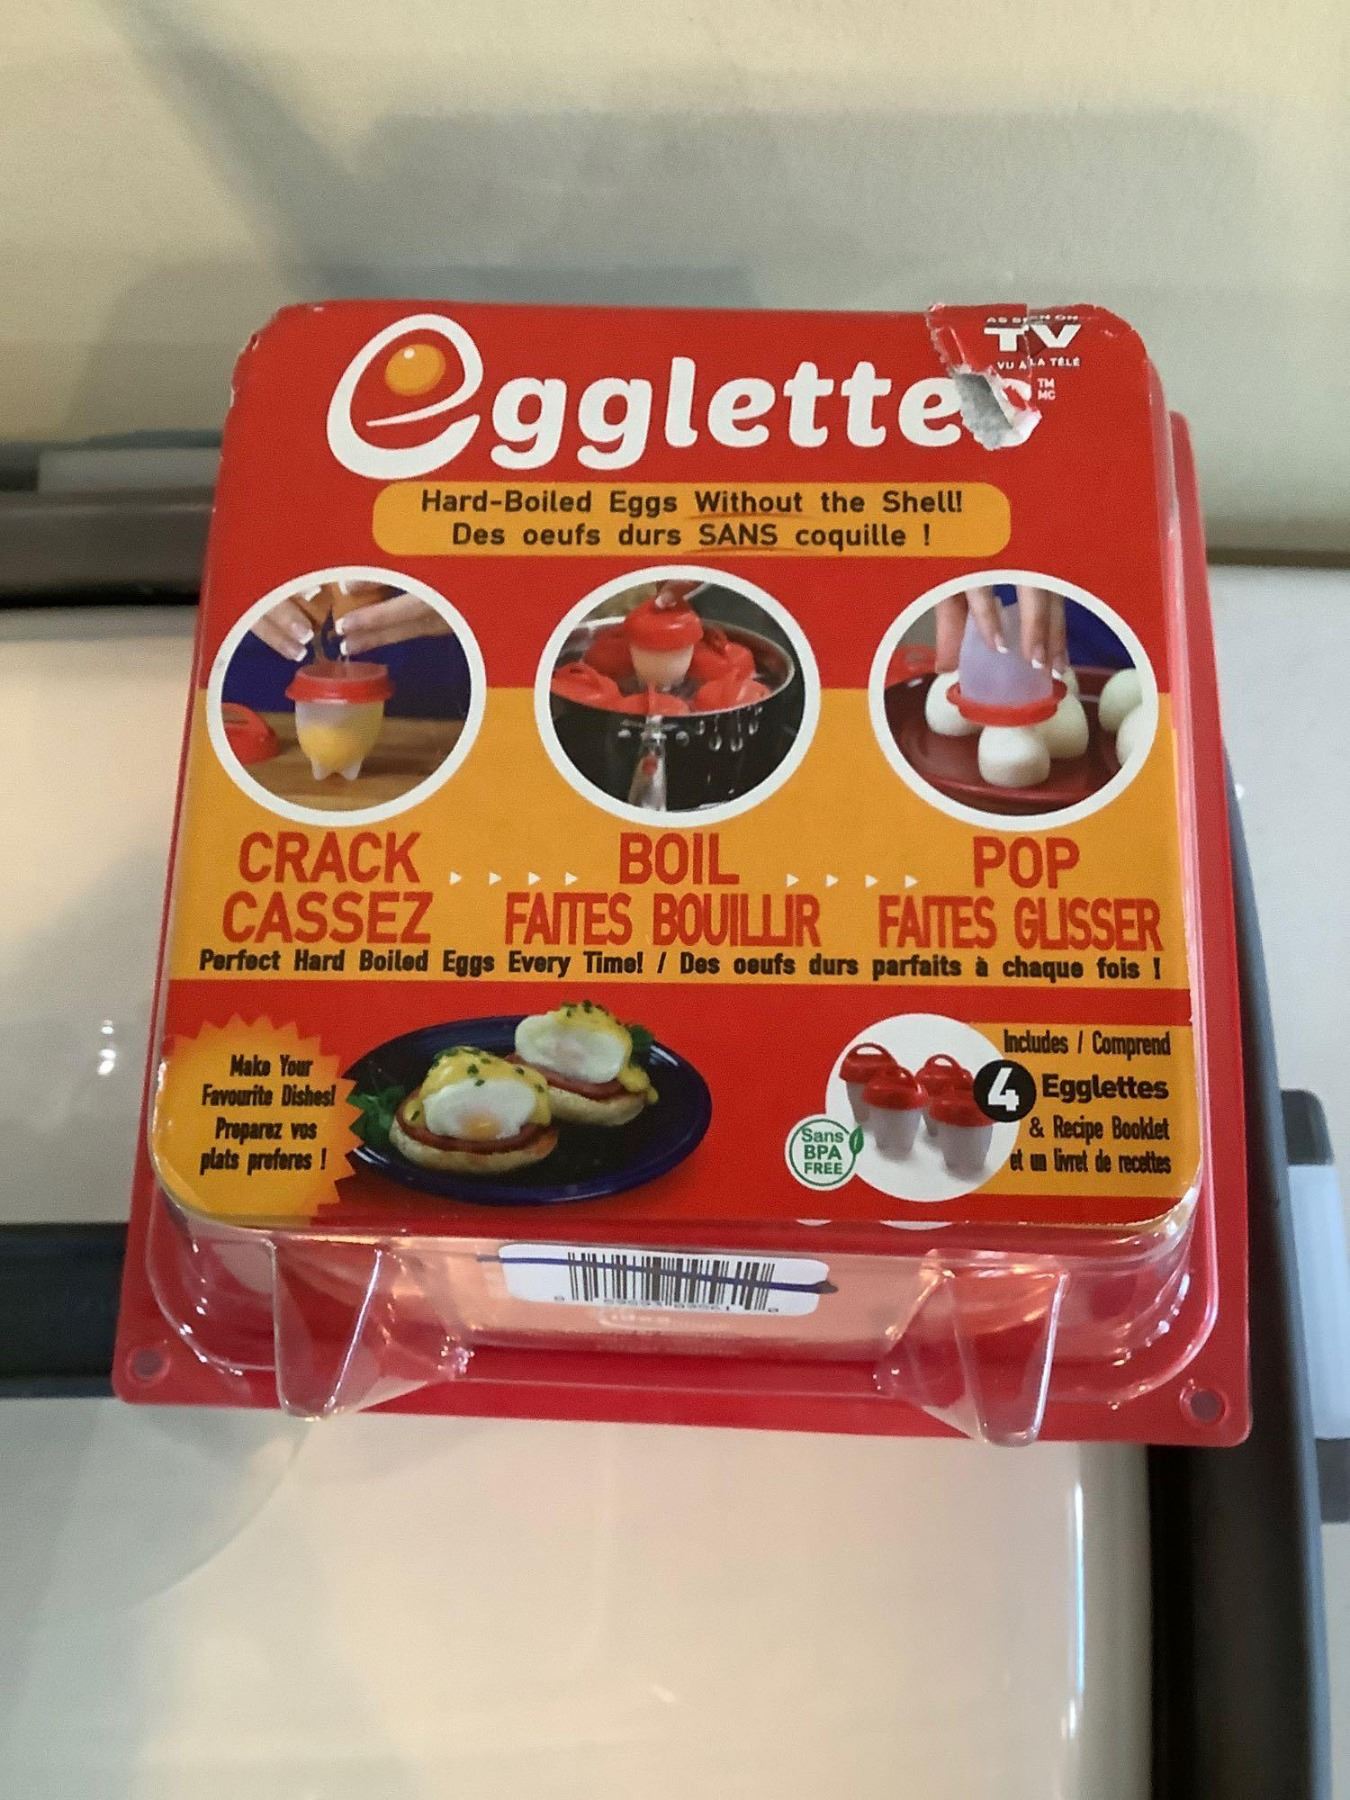 AS SEEN ON
TV
VU À LA TÉLÉ
Egglettes
TM
MC
Hard-Boiled Eggs Without the Shell!
Des oeufs durs SANS coquille !
CRACK
CASSEZ
BOIL
FAITES BOUILLIR
POP
FAITES GLISSER
Perfect Hard Boiled Eggs Every Time! / Des oeufs durs parfaits à chaque fois !
Make Your
Favourite Dishes!
Preparez vos
plats preferes !
Sans
BPA
FREE
Includes / Comprend
4 Egglettes
& Recipe Booklet
et un livret de recettes